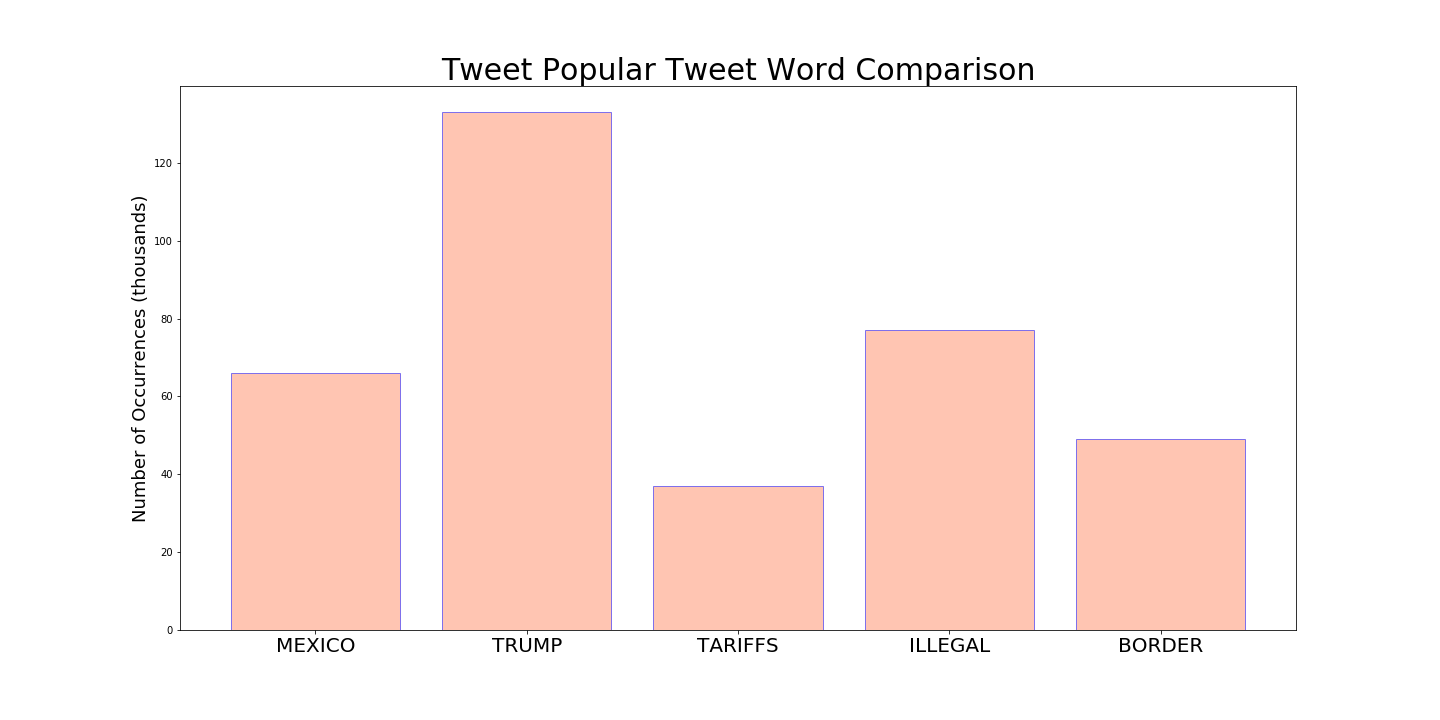 Tweet Popular Tweet Word Comparison
Number of Occurrences (thousands)
120
100
80
60
40
20
0
MEXICO
TRUMP
TARIFFS
ILLEGAL
BORDER